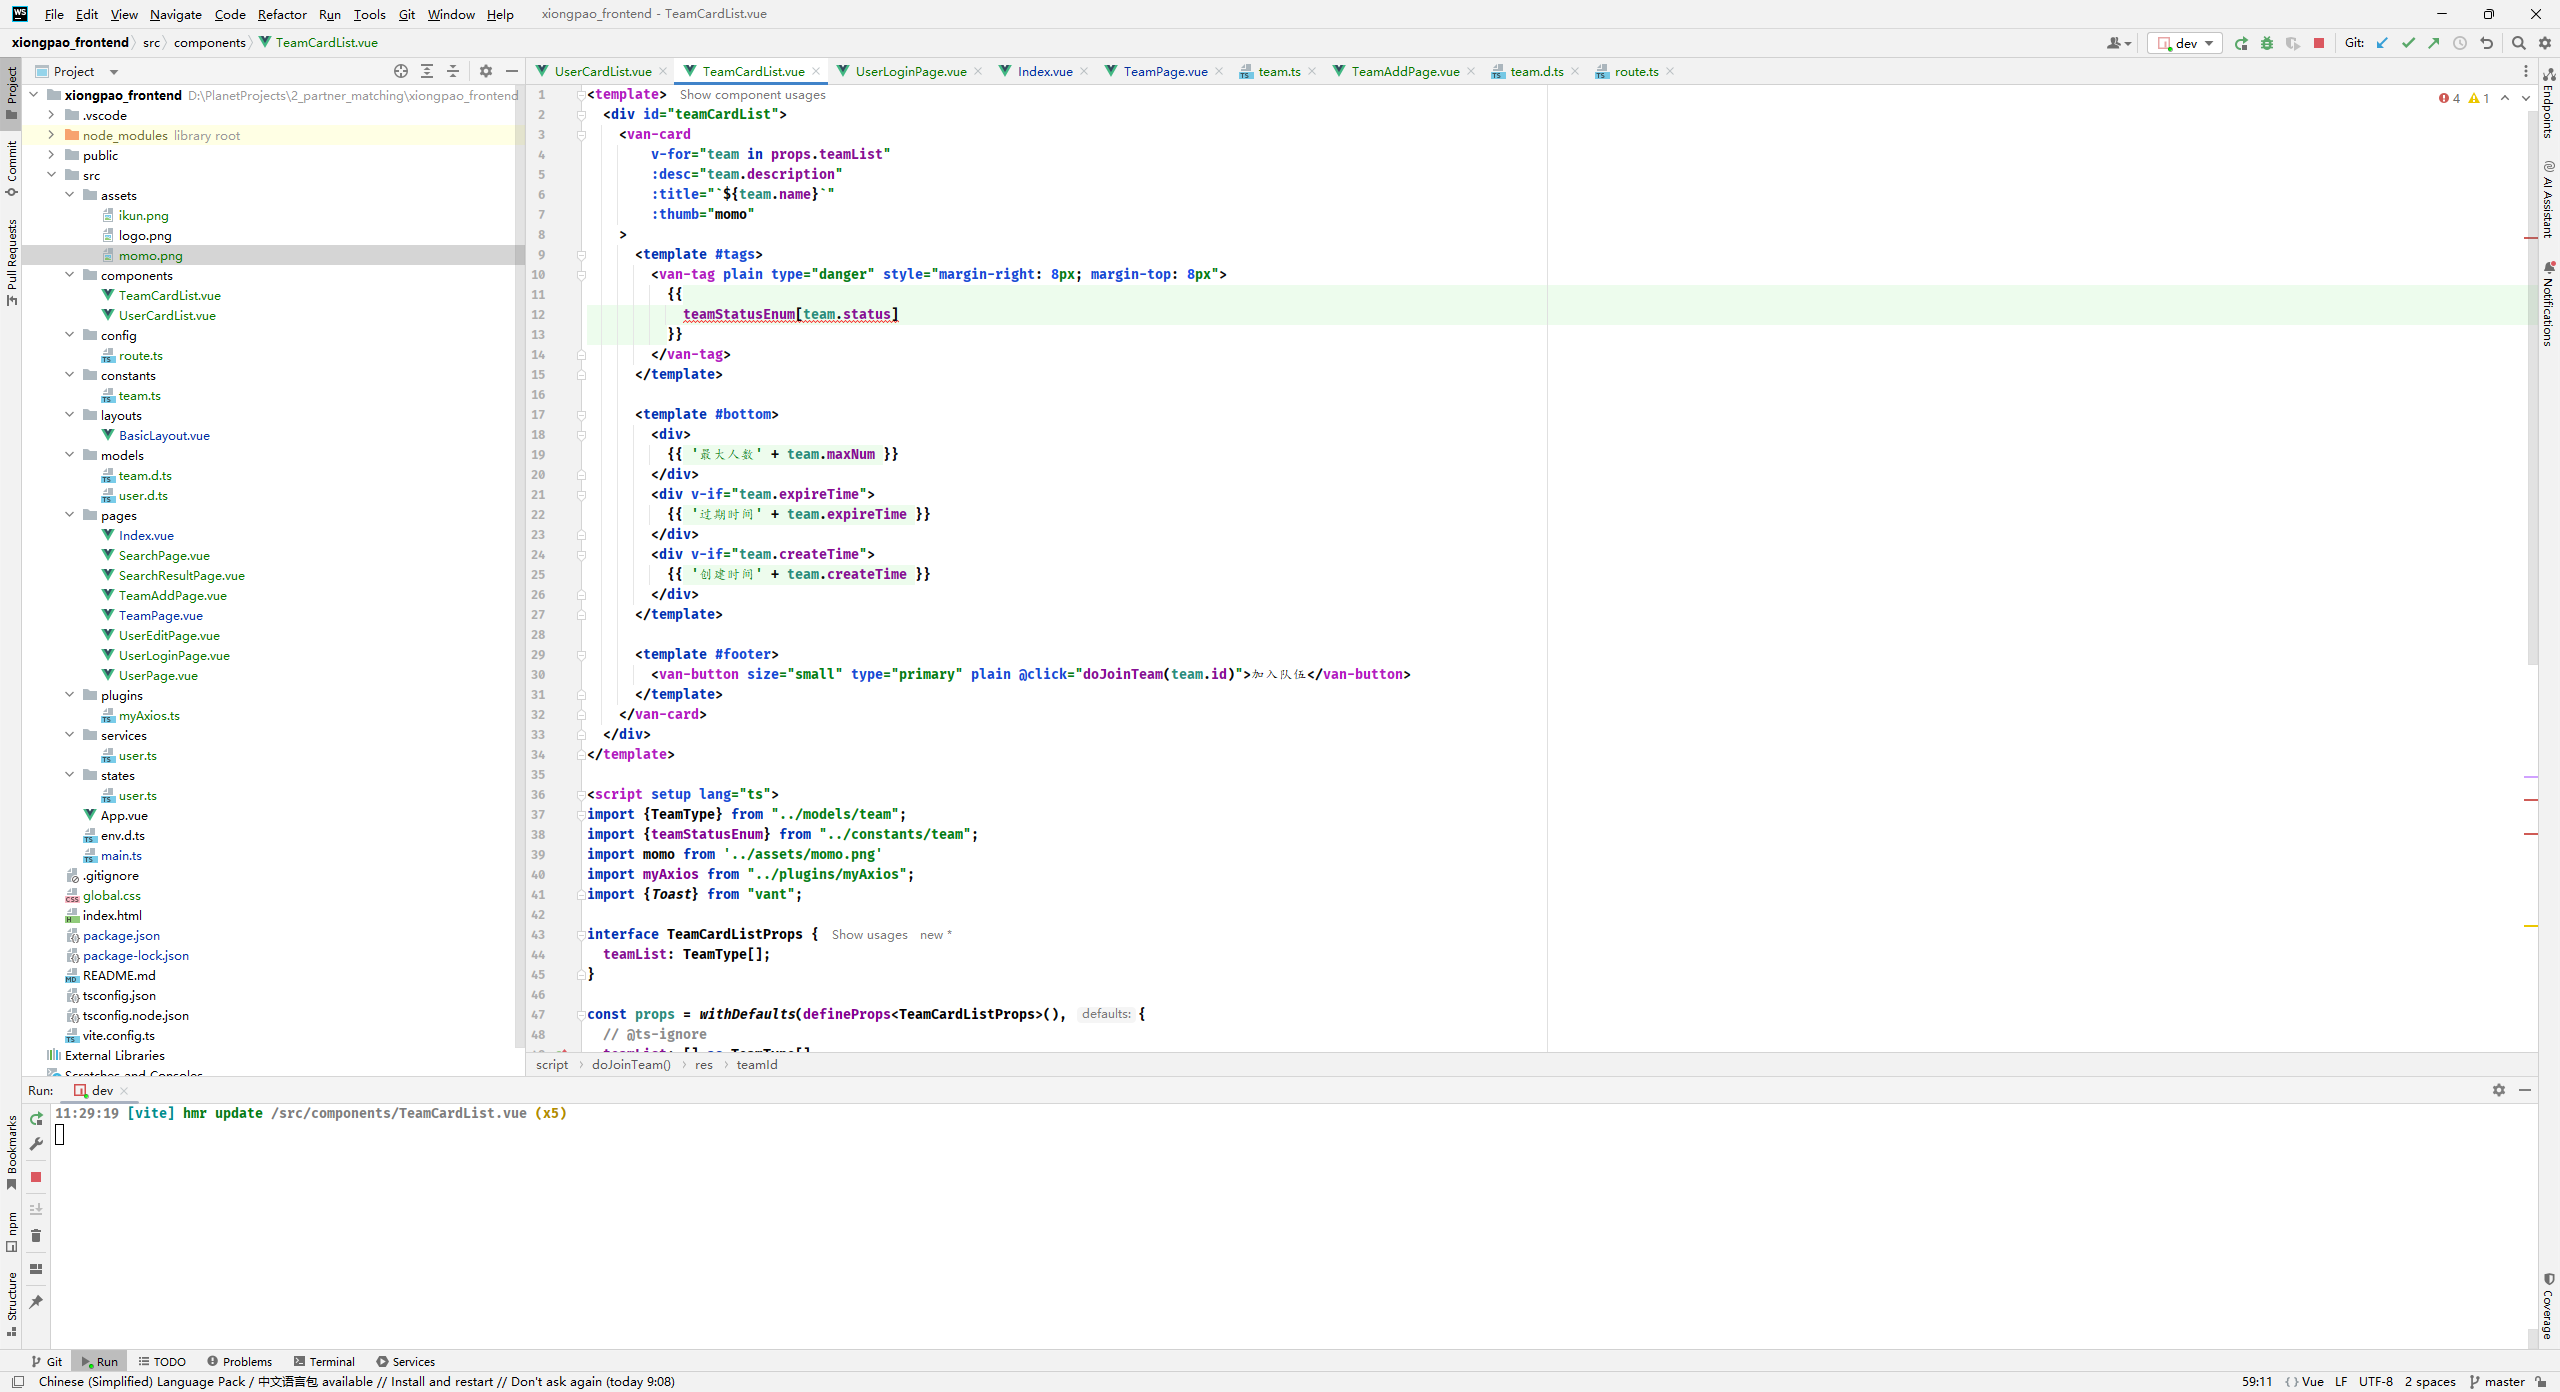 File Edit View Navigate Code Refactor Run Tools Git Window Help xiongpao_frontend - TeamCardList.vue
xiongpao_frontend src components TeamCardList.vue
dev Git:
Project
UserCardList.vue TeamCardList.vue UserLoginPage.vue Index.vue TeamPage.vue team.ts TeamAddPage.vue team.d.ts route.ts
Project
Commit
Pull Requests
Bookmarks
npm
Structure
xiongpao_frontend D:\PlanetProjects\2_partner_matching\xiongpao_frontend
.vscode
node_modules library root
public
src
assets
ikun.png
logo.png
momo.png
components
TeamCardList.vue
UserCardList.vue
config
route.ts
constants
team.ts
layouts
BasicLayout.vue
models
team.d.ts
user.d.ts
pages
Index.vue
SearchPage.vue
SearchResultPage.vue
TeamAddPage.vue
TeamPage.vue
UserEditPage.vue
UserLoginPage.vue
UserPage.vue
plugins
myAxios.ts
services
user.ts
states
user.ts
App.vue
env.d.ts
main.ts
.gitignore
global.css
index.html
package.json
package-lock.json
README.md
tsconfig.json
tsconfig.node.json
vite.config.ts
External Libraries
Scratches and Consoles
4 1
1 <template> Show component usages
2 <div id="teamCardList">
3 <van-card
4 v-for="team in props.teamList"
5 :desc="team.description"
6 :title="`${team.name}`"
7 :thumb="momo"
8 >
9 <template #tags>
10 <van-tag plain type="danger" style="margin-right: 8px; margin-top: 8px">
11 {{
12 teamStatusEnum[team.status]
13 }}
14 </van-tag>
15 </template>
16
17 <template #bottom>
18 <div>
19 {{ '最大人数' + team.maxNum }}
20 </div>
21 <div v-if="team.expireTime">
22 {{ '过期时间' + team.expireTime }}
23 </div>
24 <div v-if="team.createTime">
25 {{ '创建时间' + team.createTime }}
26 </div>
27 </template>
28
29 <template #footer>
30 <van-button size="small" type="primary" plain @click="doJoinTeam(team.id)">加入队伍</van-button>
31 </template>
32 </van-card>
33 </div>
34 </template>
35
36 <script setup lang="ts">
37 import {TeamType} from "../models/team";
38 import {teamStatusEnum} from "../constants/team";
39 import momo from '../assets/momo.png'
40 import myAxios from "../plugins/myAxios";
41 import {Toast} from "vant";
42
43 interface TeamCardListProps { Show usages new *
44 teamList: TeamType[];
45 }
46
47 const props = withDefaults(defineProps<TeamCardListProps>(), defaults: {
48 // @ts-ignore
teamList: [] as TeamType[]
script doJoinTeam() res teamId
Endpoints
AI Assistant
Notifications
Coverage
Run: dev
11:29:19 [vite] hmr update /src/components/TeamCardList.vue (x5)
Git Run TODO Problems Terminal Services
Chinese (Simplified) Language Pack / 中文语言包 available // Install and restart // Don't ask again (today 9:08)
59:11 Vue LF UTF-8 2 spaces master